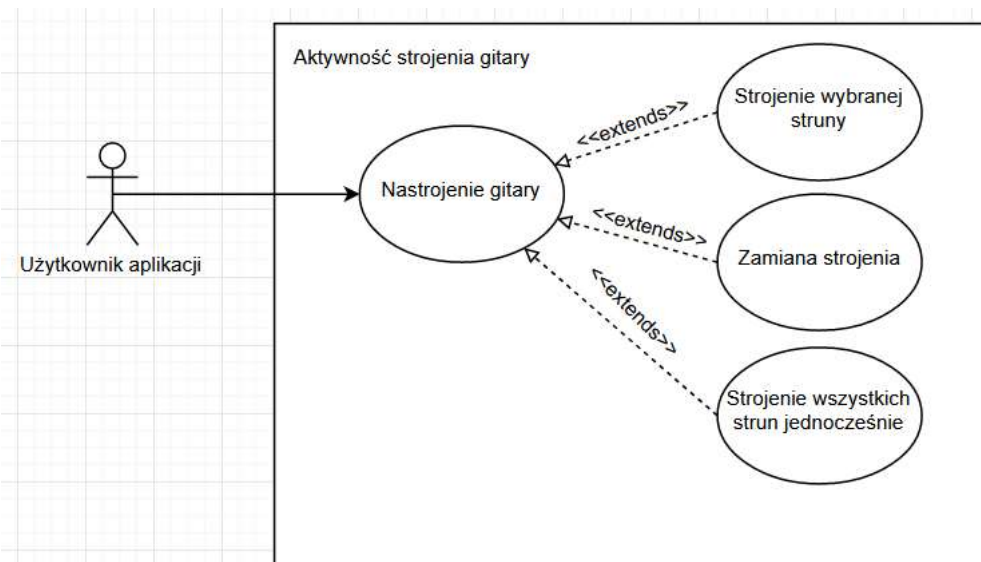 Aktywność strojenia gitary
Strojenie wybranej
struny
<<extends>>
Nastrojenie gitary
<<extends>>
Zamiana strojenia
Użytkownik aplikacji
<<extends>>
Strojenie wszystkich
strun jednocześnie